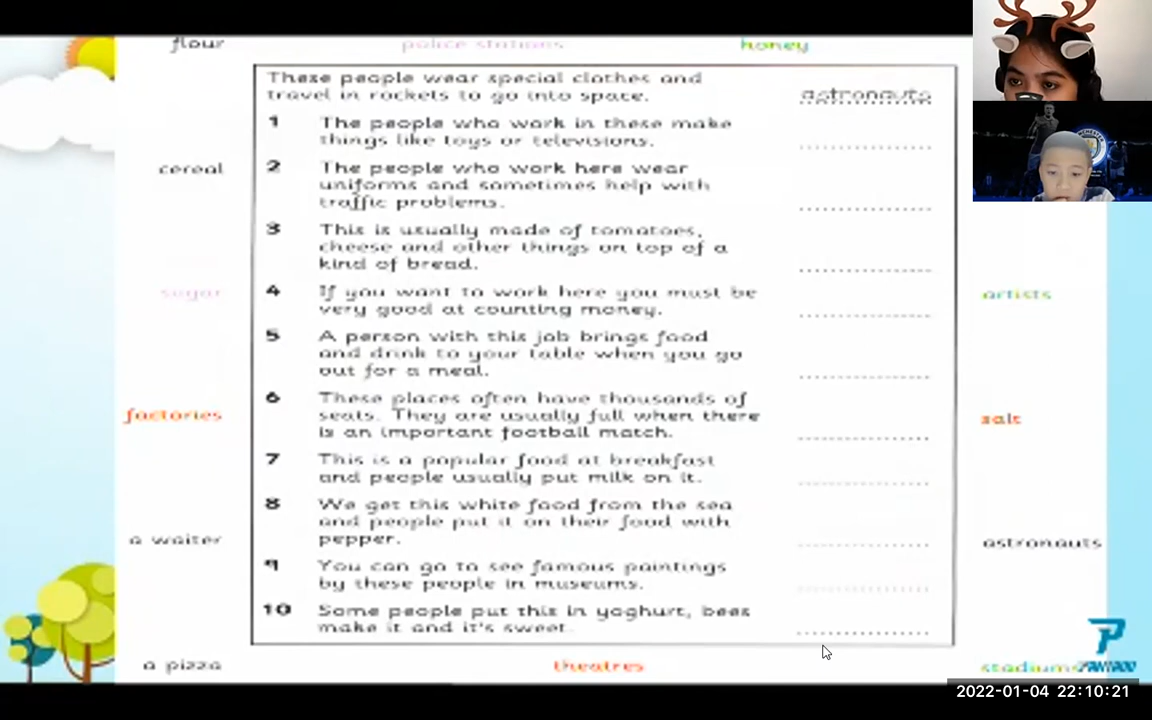 flour police stations honey
These people wear special clothes and
travel in rockets to go into space. astronauts
1 The people who work in these make
things like toys or televisions.
cereal
2 The people who work here wear
uniforms and sometimes help with
traffic problems.
3 This is usually made of tomatoes,
cheese and other things on top of a
kind of bread.
sugar
artists
4 If you want to work here you must be
very good at counting money.
5 A person with this job brings food
and drink to your table when you go
out for a meal.
6 These places often have thousands of
seats. They are usually full when there
is an important football match.
factories
salt
7 This is a popular food at breakfast
and people usually put milk on it.
8 We get this white food from the sea
and people put it on their food with
pepper.
a waiter
astronauts
9 You can go to see famous paintings
by these people in museums.
10 Some people put this in yoghurt, bees
make it and it's sweet.
a pizza theatres stadiums
2022-01-04 22:10:21